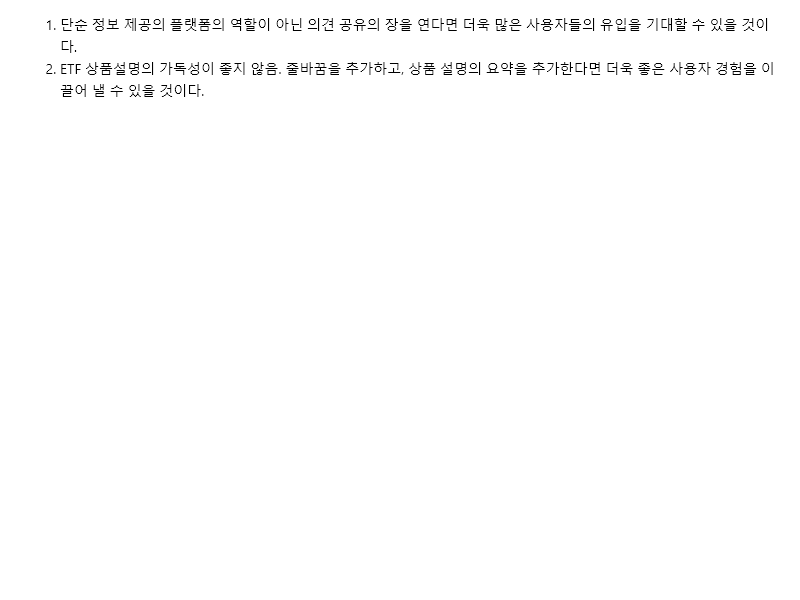 1. 단순 정보 제공의 플랫폼의 역할이 아닌 의견 공유의 장을 연다면 더욱 많은 사용자들의 유입을 기대할 수 있을 것이
다.
2. ETF 상품설명의 가독성이 좋지 않음. 줄바꿈을 추가하고, 상품 설명의 요약을 추가한다면 더욱 좋은 사용자 경험을 이
끌어 낼 수 있을 것이다.